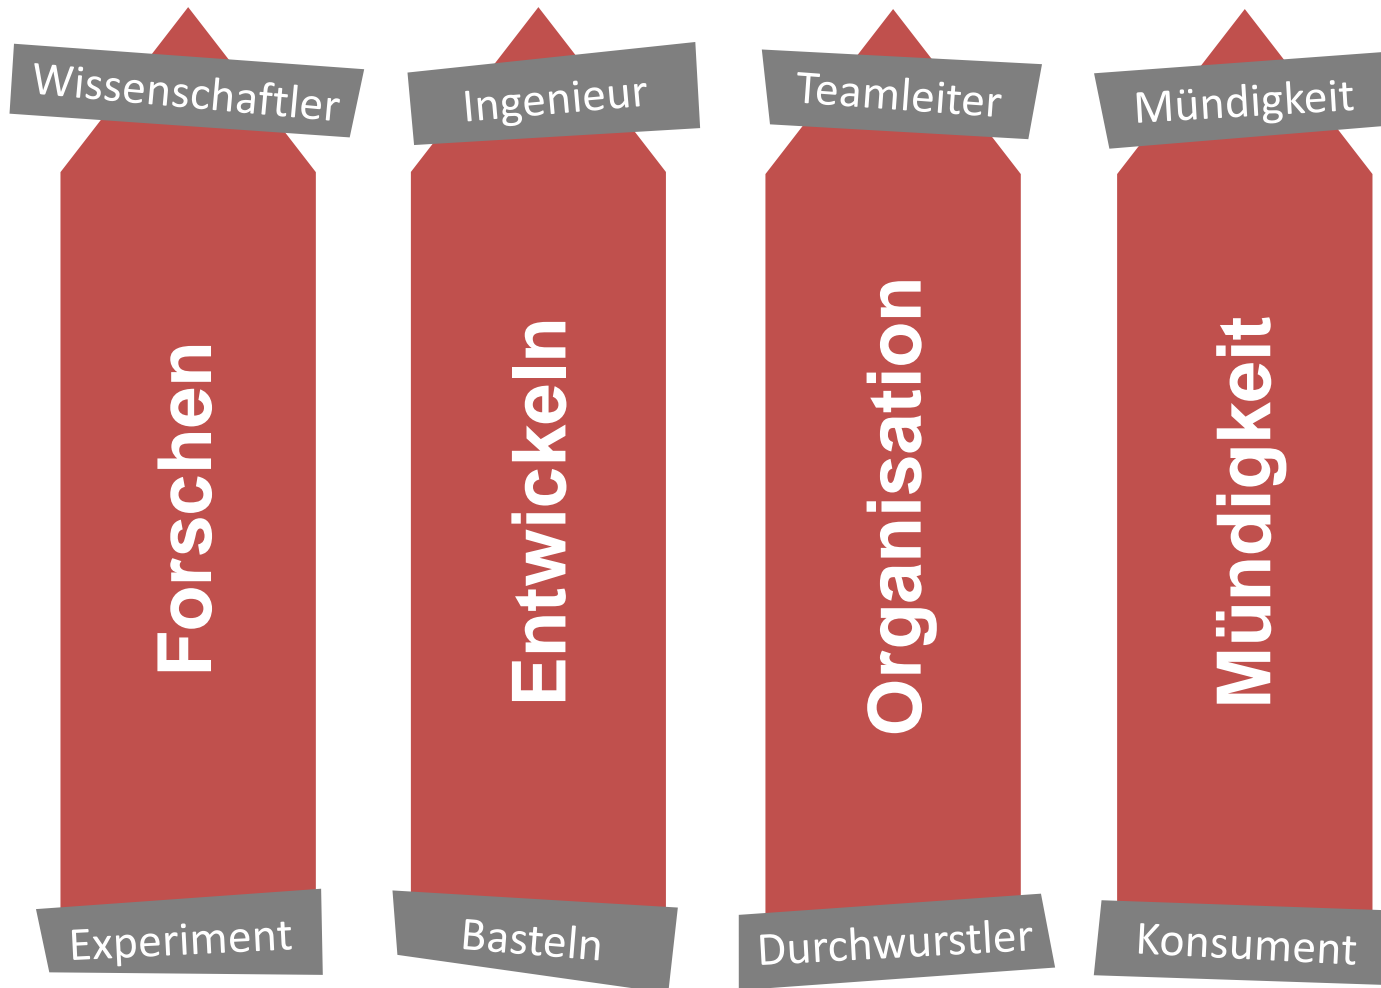 Wissenschaftler
Ingenieur
Teamleiter
Mündigkeit
Forschen
Entwickeln
Organisation
Mündigkeit
Experiment
Basteln
Durchwurstler
Konsument